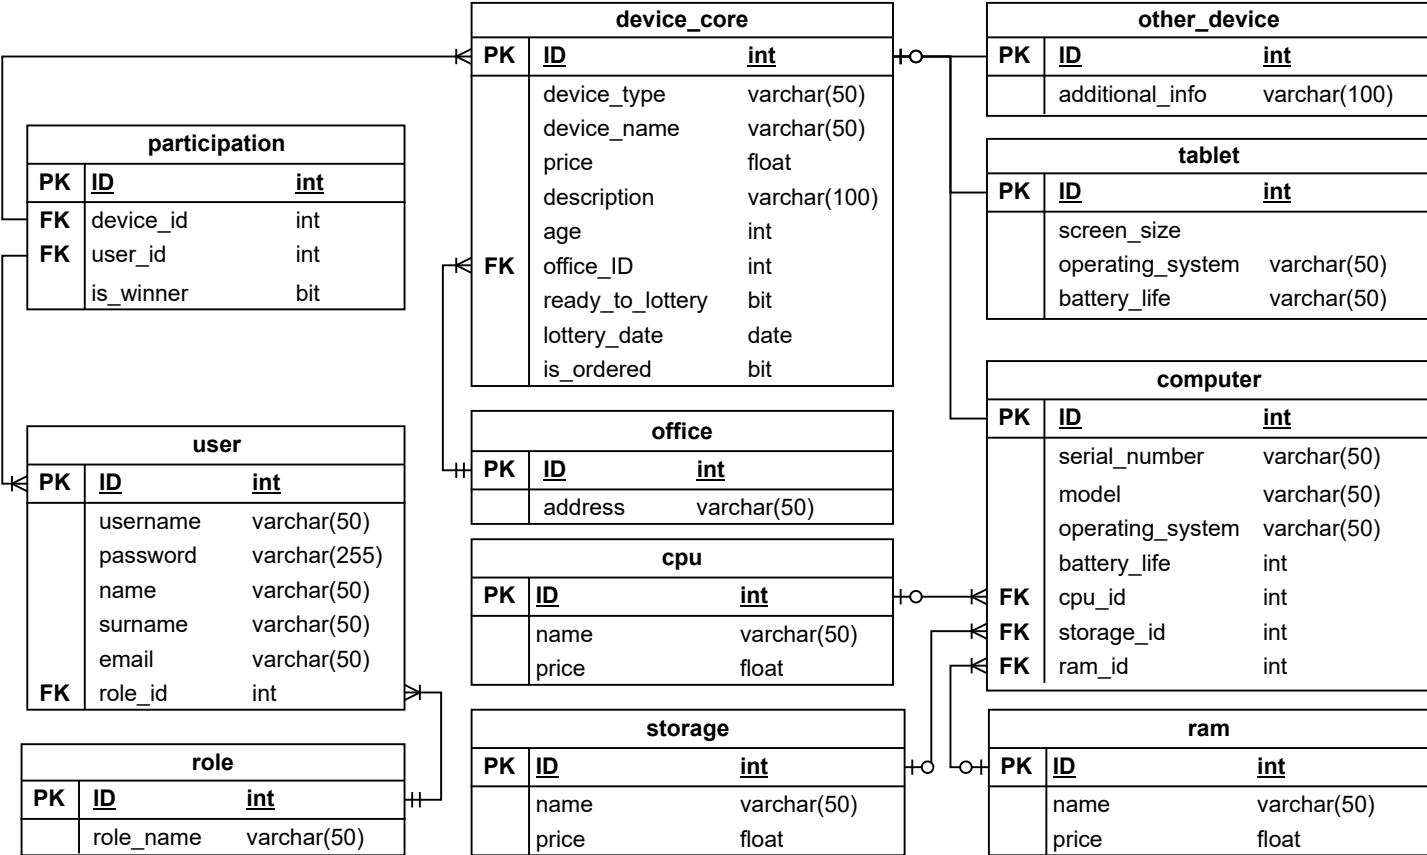 device_core
PK ID int
device_type varchar(50)
device_name varchar(50)
price float
description varchar(100)
age int
FK office_ID int
ready_to_lottery bit
lottery_date date
is_ordered bit
other_device
PK ID int
additional_info varchar(100)
participation
PK ID int
FK device_id int
FK user_id int
is_winner bit
tablet
PK ID int
screen_size
operating_system varchar(50)
battery_life varchar(50)
computer
PK ID int
serial_number varchar(50)
model varchar(50)
operating_system varchar(50)
battery_life int
FK cpu_id int
FK storage_id int
FK ram_id int
office
PK ID int
address varchar(50)
user
PK ID int
username varchar(50)
password varchar(255)
name varchar(50)
surname varchar(50)
email varchar(50)
FK role_id int
cpu
PK ID int
name varchar(50)
price float
role
PK ID int
role_name varchar(50)
storage
PK ID int
name varchar(50)
price float
ram
PK ID int
name varchar(50)
price float